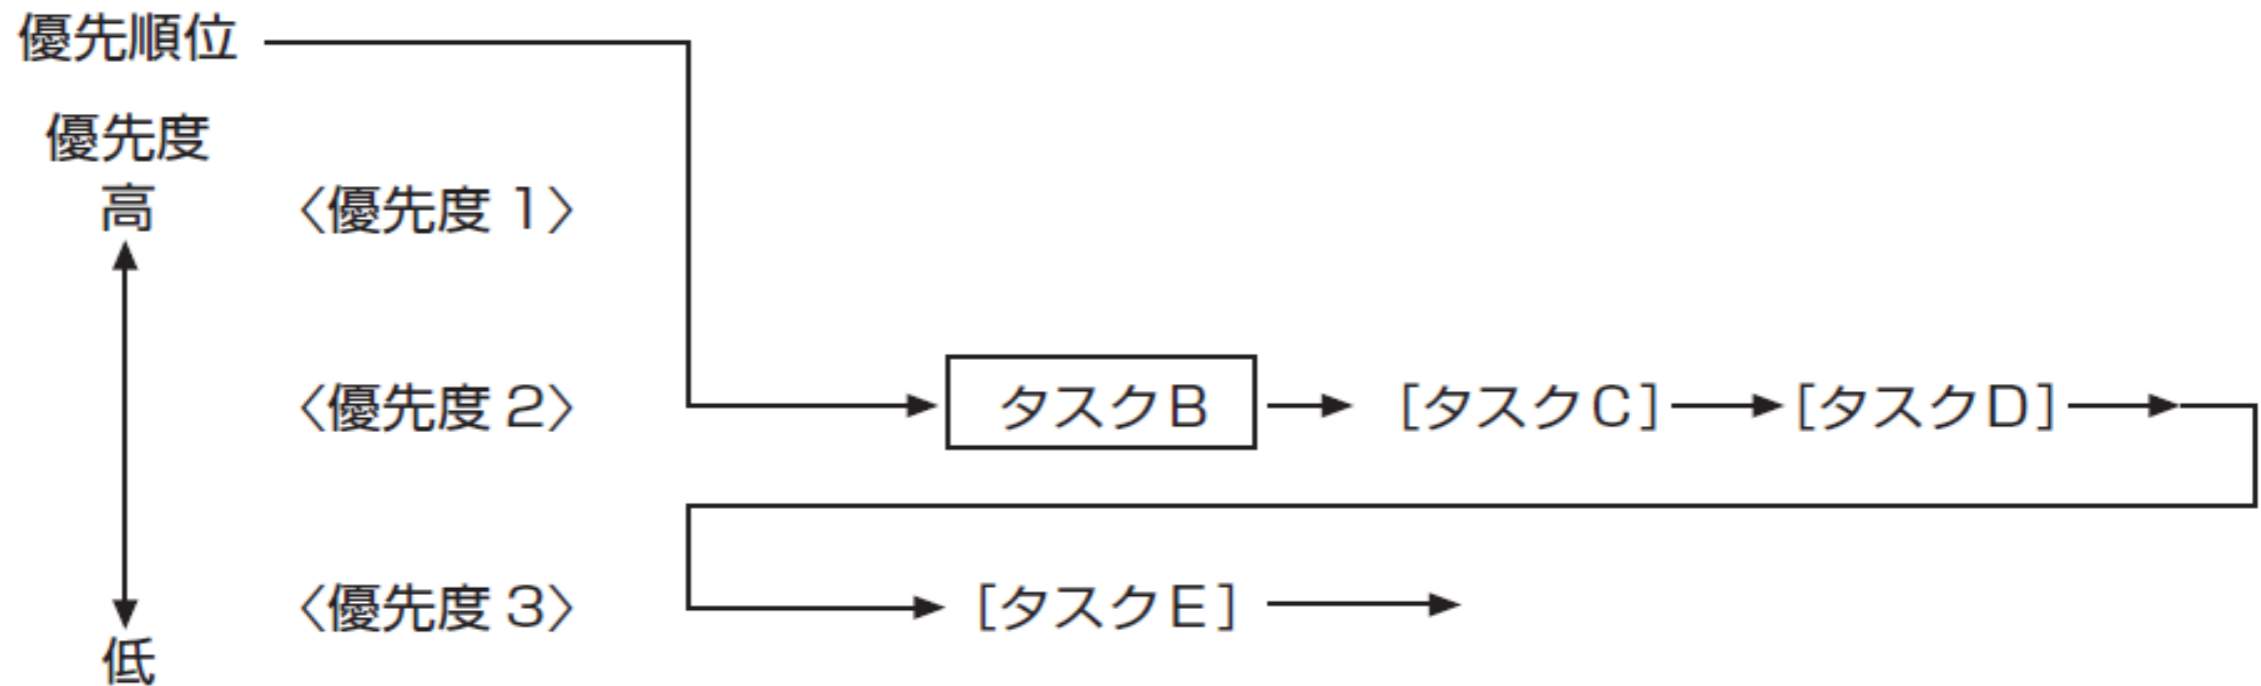 優先順位
優先度
高
〈優先度1〉
〈優先度2〉 タスクB [タスクC] [タスクD]
〈優先度3〉 [タスクE]
低